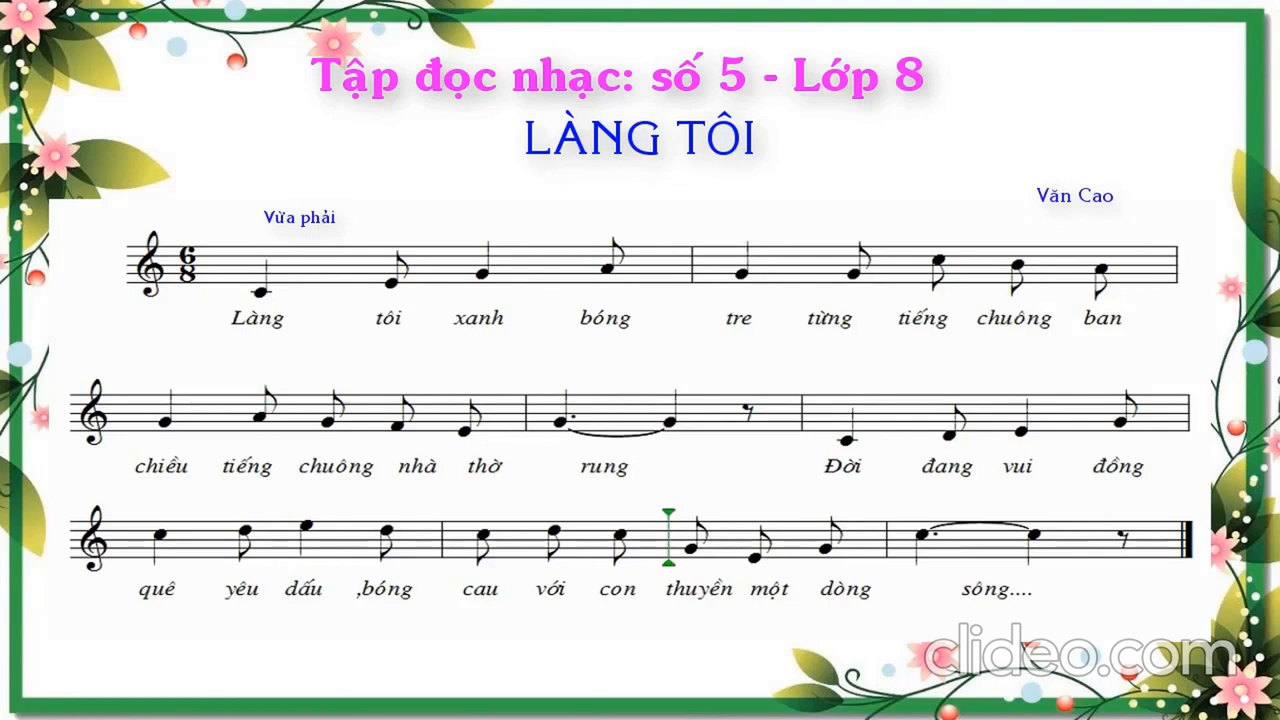 Tập đọc nhạc: số 5 - Lớp 8
LÀNG TÔI
Văn Cao
Vừa phải
6
8
Làng tôi xanh bóng tre từng tiếng chuông ban
chiều tiếng chuông nhà thờ rung Đời đang vui đồng
quê yêu dấu ,bóng cau với con thuyền một dòng sông....
clideo.com